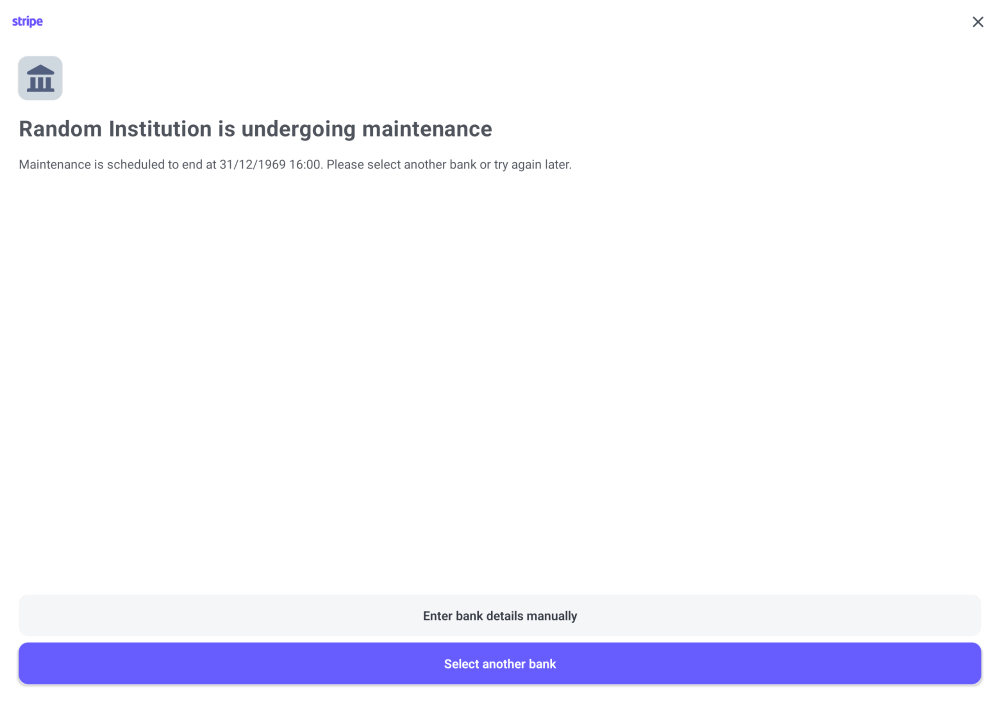 stripe
Random Institution is undergoing maintenance
Maintenance is scheduled to end at 31/12/1969 16:00. Please select another bank or try again later.
Enter bank details manually
Select another bank